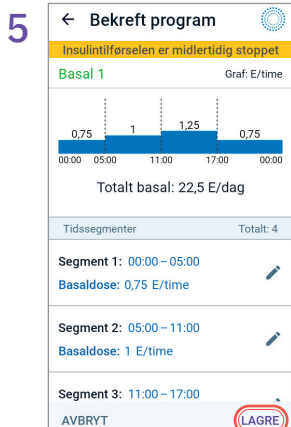 5
← Bekreft program
Insulintilførselen er midlertidig stoppet
Basal 1 Graf: E/time
0,75 1 1,25 0,75
00:00 05:00 11:00 17:00 00:00
Totalt basal: 22,5 E/dag
Tidssegmenter Totalt: 4
Segment 1: 00:00 – 05:00
Basaldose: 0,75 E/time
Segment 2: 05:00 – 11:00
Basaldose: 1 E/time
Segment 3: 11:00 – 17:00
AVBRYT LAGRE